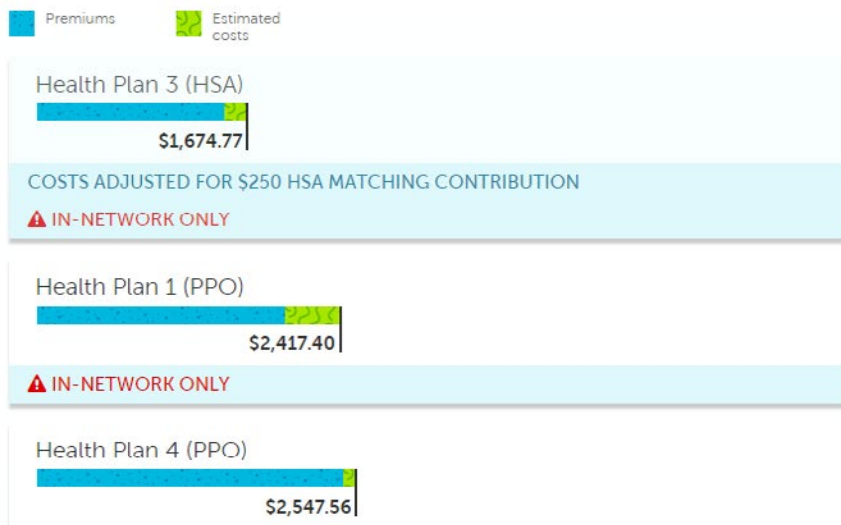 Premiums
Estimated
costs
Health Plan 3 (HSA)
$1,674.77
COSTS ADJUSTED FOR $250 HSA MATCHING CONTRIBUTION
IN-NETWORK ONLY
Health Plan 1 (PPO)
$2,417.40
IN-NETWORK ONLY
Health Plan 4 (PPO)
$2,547.56